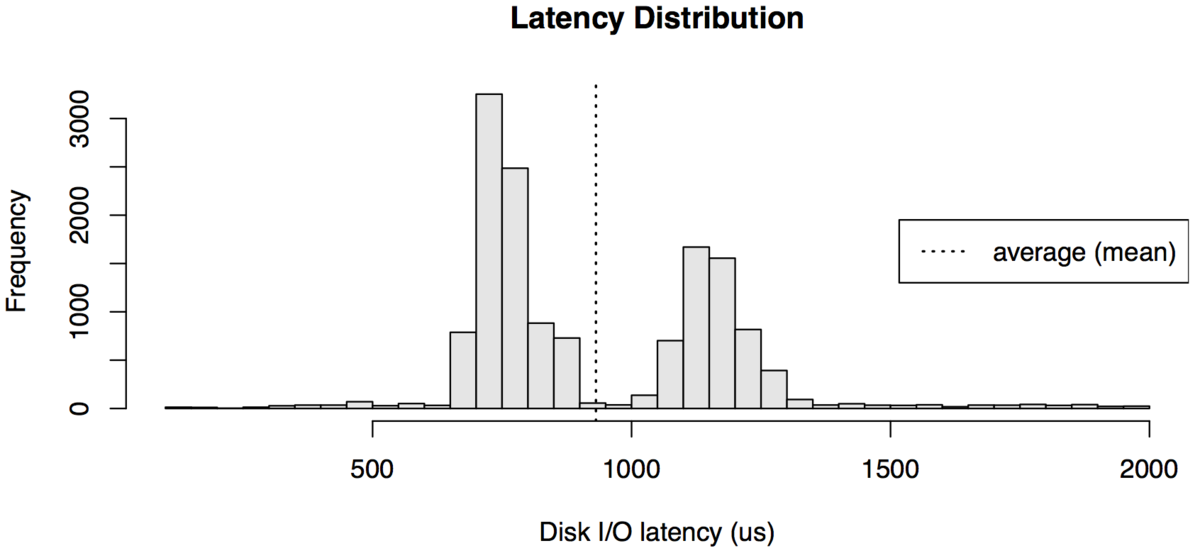 Latency Distribution
Frequency
3000
2000
1000
0
average (mean)
500 1000 1500 2000
Disk I/O latency (us)